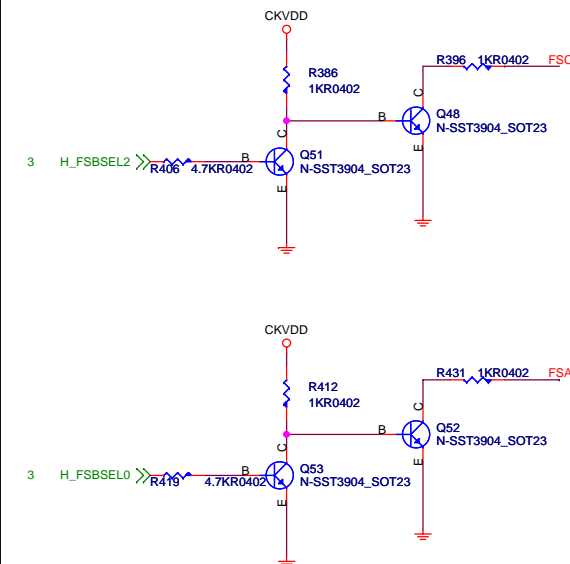 CKVDD
R396 1KR0402 FSC
R386
1KR0402
C
C
B
Q48
N-SST3904_SOT23
3 H_FSBSEL2
R406 4.7KR0402
B
Q51
N-SST3904_SOT23
E
E
CKVDD
R431 1KR0402 FSA
R412
1KR0402
C
C
B
Q52
N-SST3904_SOT23
3 H_FSBSEL0
R419 4.7KR0402
B
Q53
N-SST3904_SOT23
E
E